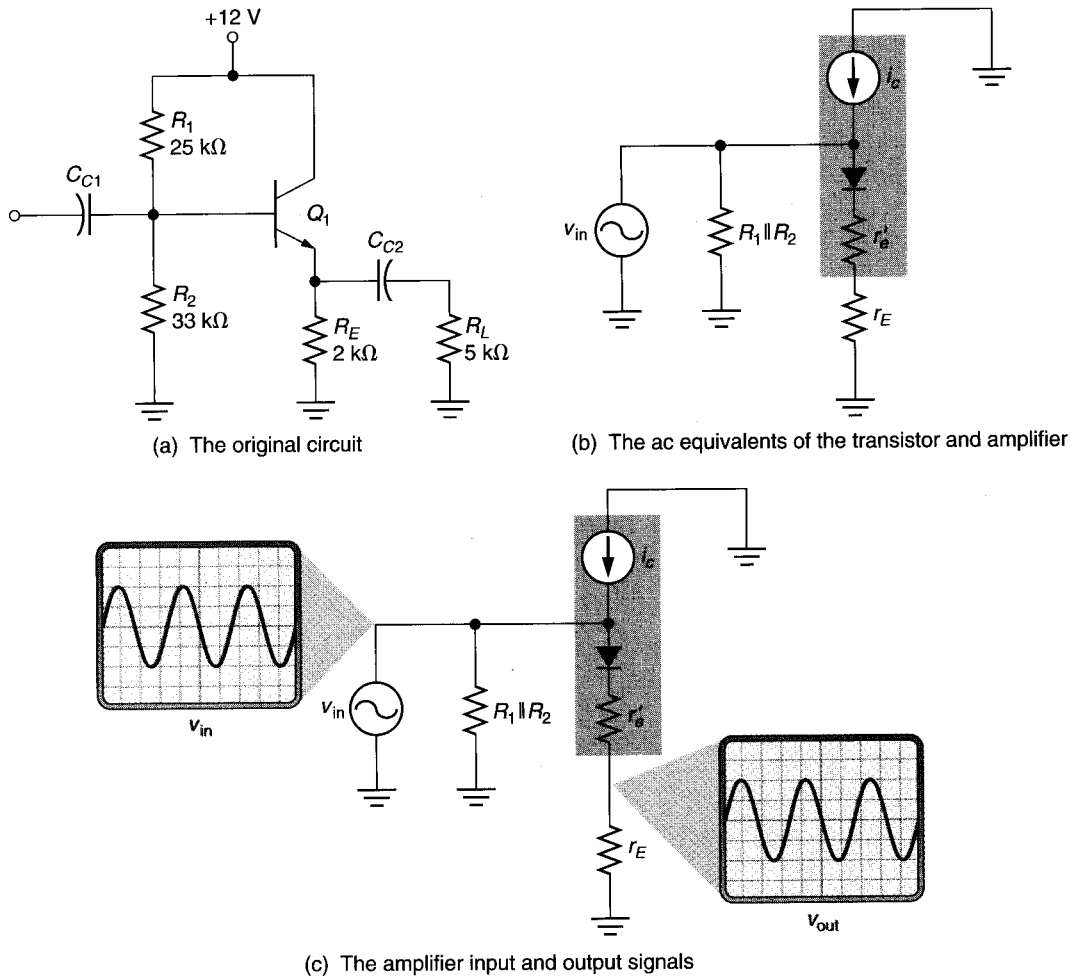 +12 V
R1
25 kΩ
CC1
Q1
CC2
R2
33 kΩ
RE
2 kΩ
RL
5 kΩ
(a) The original circuit
ic
vin
R1 || R2
r'e
rE
(b) The ac equivalents of the transistor and amplifier
vin
ic
vin
R1 || R2
r'e
rE
vout
(c) The amplifier input and output signals